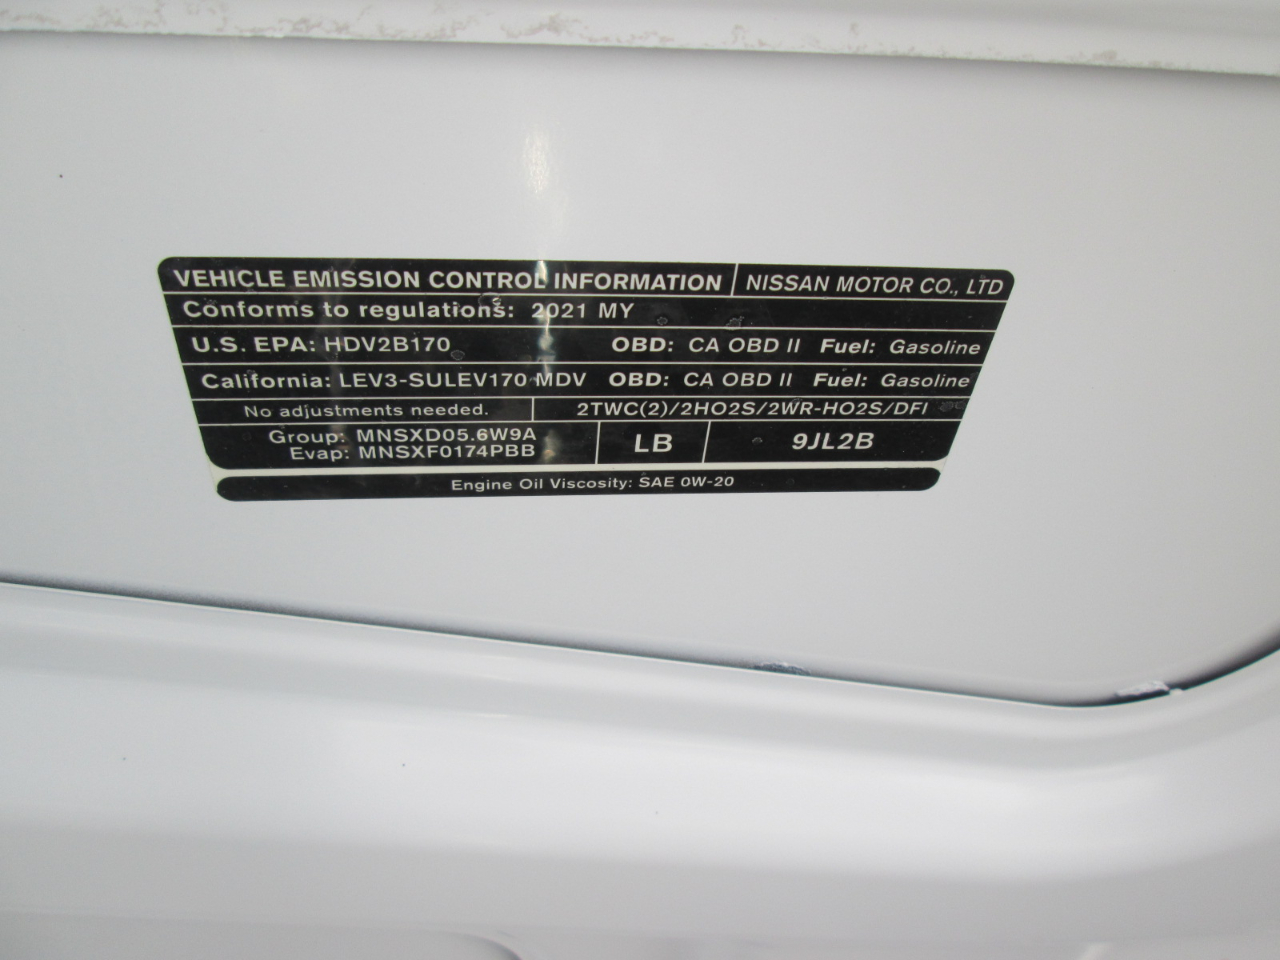 VEHICLE EMISSION CONTROL INFORMATION NISSAN MOTOR CO., LTD
Conforms to regulations: 2021 MY
U.S. EPA: HDV2B170 OBD: CA OBD II Fuel: Gasoline
California: LEV3-SULEV170 MDV OBD: CA OBD II Fuel: Gasoline
No adjustments needed. 2TWC(2)/2HO2S/2WR-HO2S/DFI
Group: MNSXD05.6W9A
Evap: MNSXF0174PBB
LB 9JL2B
Engine Oil Viscosity: SAE 0W-20